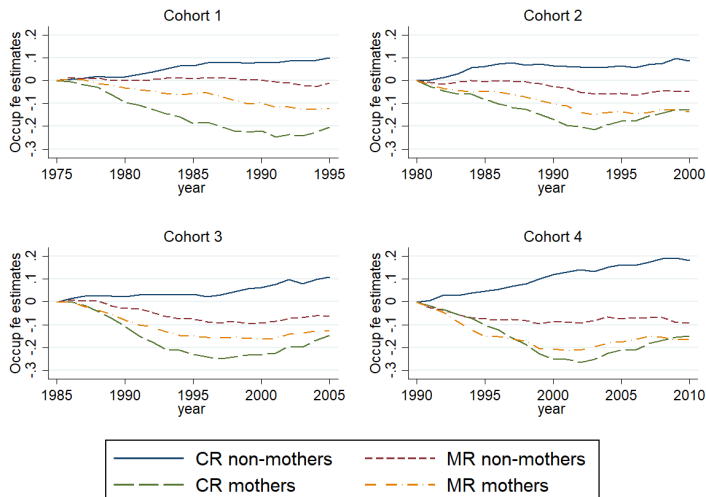 Cohort 1
Occup fe estimates
-.3 -.2 -.1 0 .1 .2
1975 1980 1985 1990 1995
year
Cohort 2
Occup fe estimates
-.3 -.2 -.1 0 .1 .2
1980 1985 1990 1995 2000
year
Cohort 3
Occup fe estimates
-.3 -.2 -.1 0 .1 .2
1985 1990 1995 2000 2005
year
Cohort 4
Occup fe estimates
-.3 -.2 -.1 0 .1 .2
1990 1995 2000 2005 2010
year
CR non-mothers MR non-mothers
CR mothers MR mothers